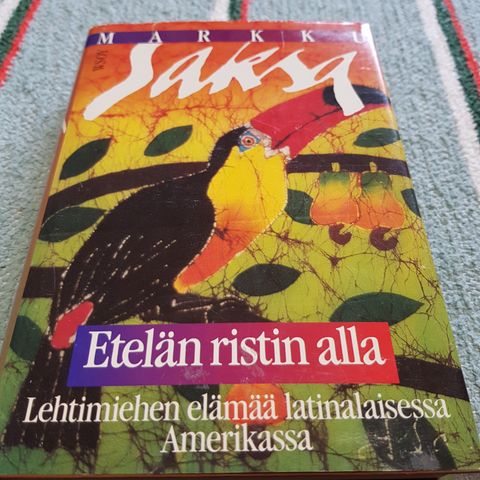 MARKKU
Saksa
WSOY
Etelän ristin alla
Lehtimiehen elämää latinalaisessa
Amerikassa